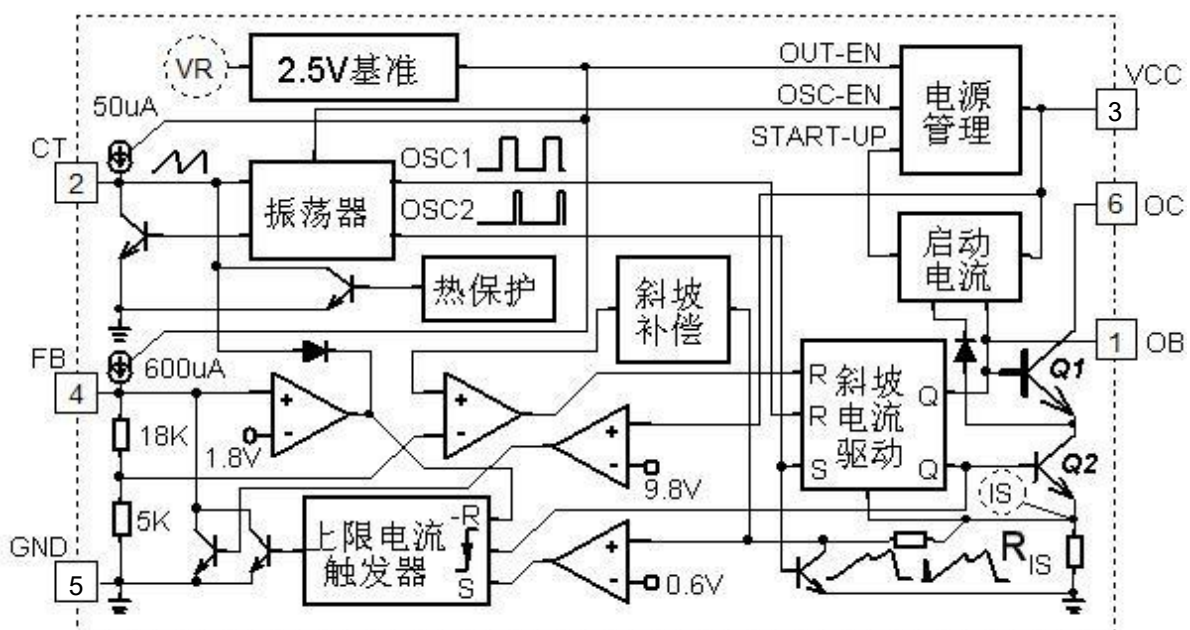 VR
2.5V基准
OUT-EN
OSC-EN
START-UP
电源
管理
VCC
3
50uA
CT
2
OSC1
OSC2
振荡器
6
OC
启动
电流
热保护
斜坡
补偿
FB
4
600uA
1
OB
R
R
S
斜坡
电流
驱动
Q
Q
Q1
Q2
+
-
1.8V
+
-
+
-
9.8V
18K
5K
IS
GND
5
上限电流
触发器
-R
S
+
-
0.6V
RIS